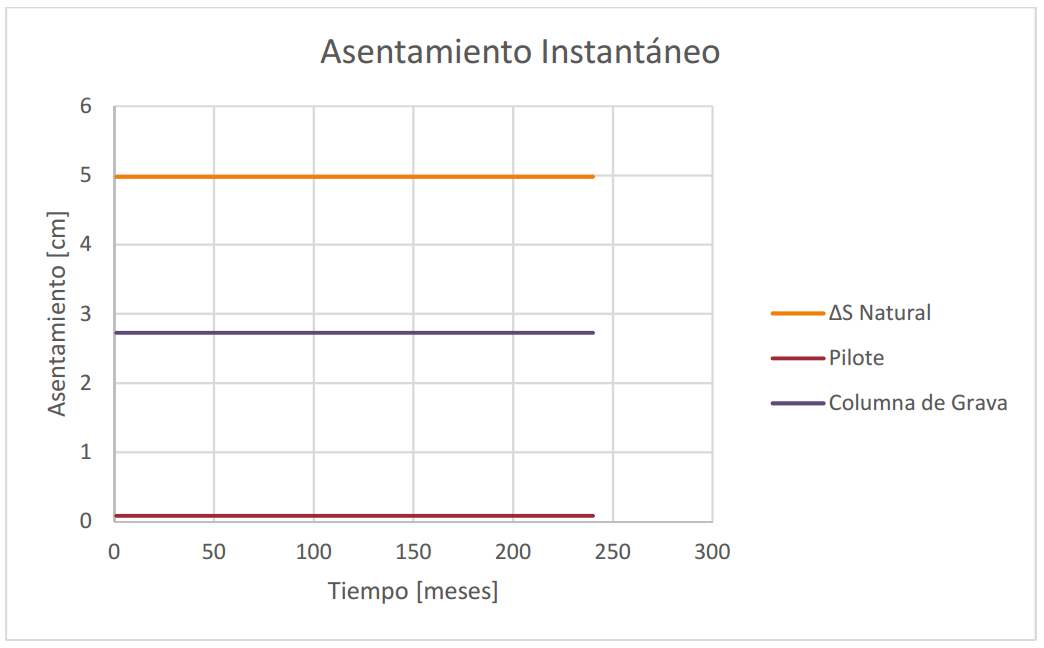 Asentamiento Instantáneo
6
5
4
3
2
1
0
Asentamiento [cm]
0 50 100 150 200 250 300
Tiempo [meses]
ΔS Natural
Pilote
Columna de Grava